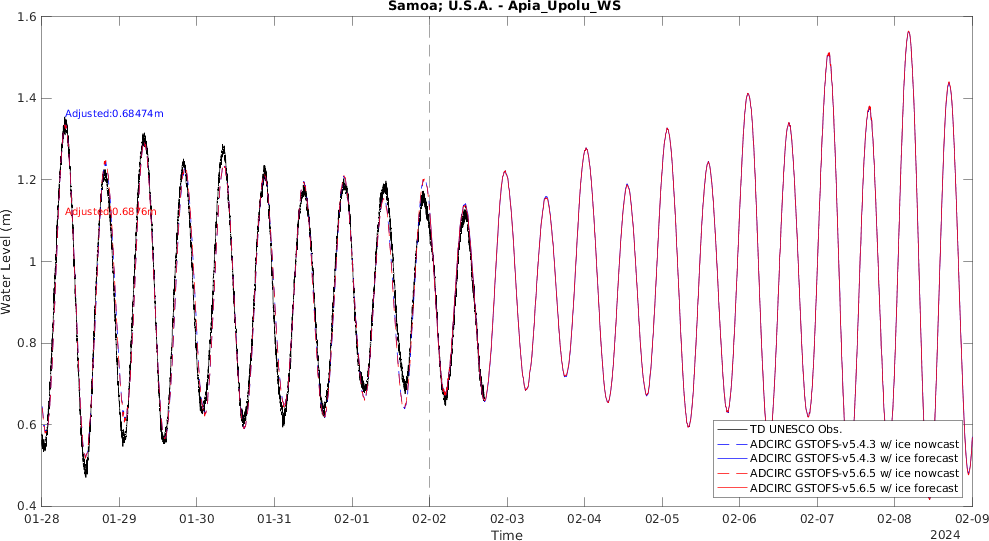 Samoa; U.S.A. - Apia_Upolu_WS
1.6
1.4
1.2
1
0.8
0.6
0.4
Water Level (m)
Adjusted:0.68474m
Adjusted:0.6876m
TD UNESCO Obs.
ADCIRC GSTOFS-v5.4.3 w/ ice nowcast
ADCIRC GSTOFS-v5.4.3 w/ ice forecast
ADCIRC GSTOFS-v5.6.5 w/ ice nowcast
ADCIRC GSTOFS-v5.6.5 w/ ice forecast
01-28 01-29 01-30 01-31 02-01 02-02 02-03 02-04 02-05 02-06 02-07 02-08 02-09
Time
2024